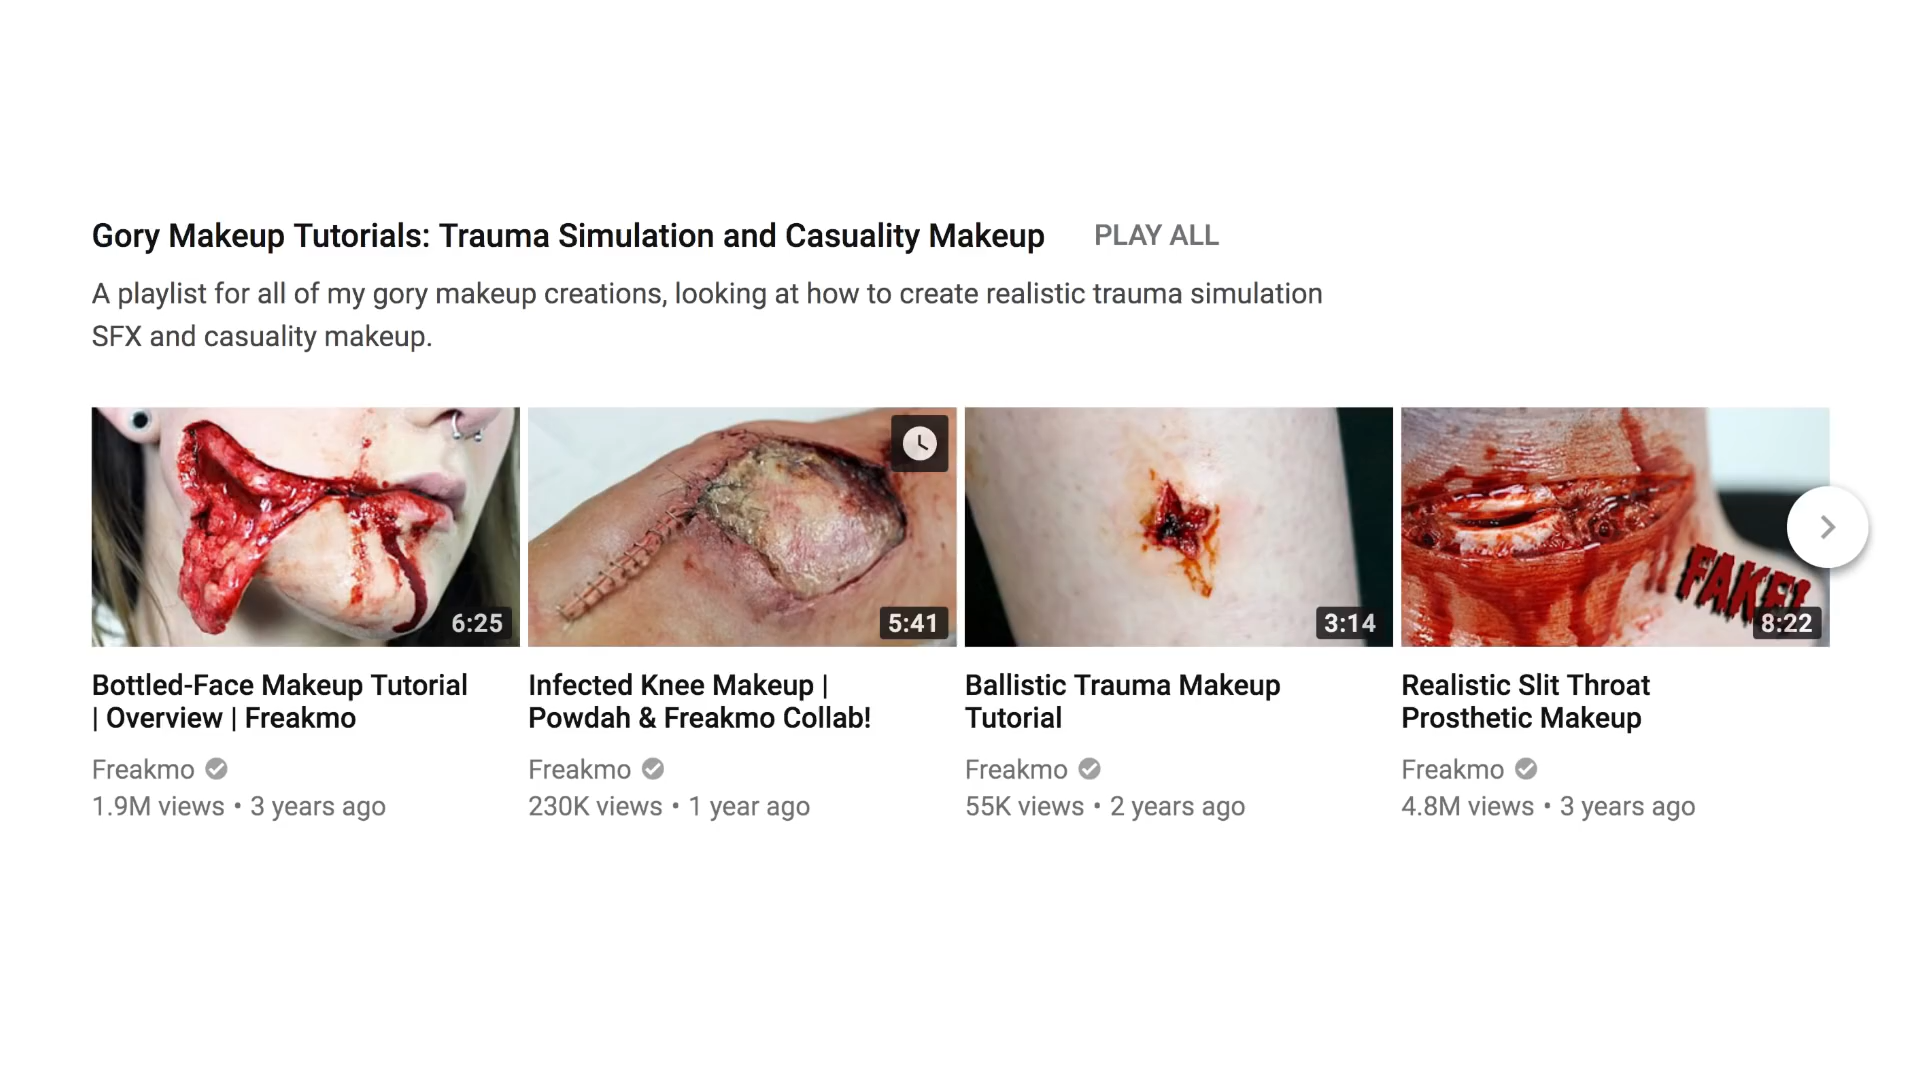 Gory Makeup Tutorials: Trauma Simulation and Casuality Makeup
PLAY ALL
A playlist for all of my gory makeup creations, looking at how to create realistic trauma simulation
SFX and casuality makeup.
6:25
5:41
3:14
FAKE!
8:22
Bottled-Face Makeup Tutorial
| Overview | Freakmo
Freakmo
1.9M views • 3 years ago
Infected Knee Makeup |
Powdah & Freakmo Collab!
Freakmo
230K views • 1 year ago
Ballistic Trauma Makeup
Tutorial
Freakmo
55K views • 2 years ago
Realistic Slit Throat
Prosthetic Makeup
Freakmo
4.8M views • 3 years ago